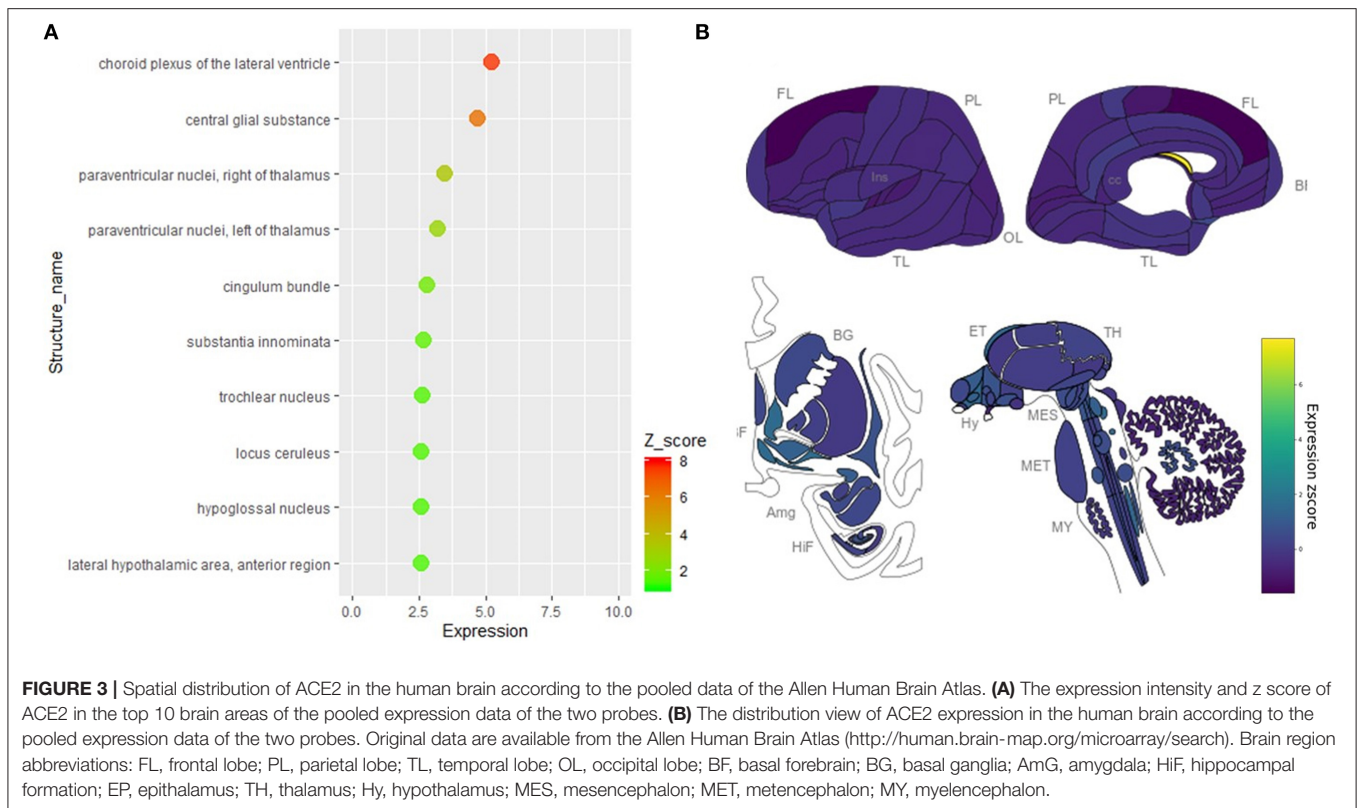 A
Structure_name
choroid plexus of the lateral ventricle
central glial substance
paraventricular nuclei, right of thalamus
paraventricular nuclei, left of thalamus
cingulum bundle
substantia innominata
trochlear nucleus
locus ceruleus
hypoglossal nucleus
lateral hypothalamic area, anterior region
0.0 2.5 5.0 7.5 10.0
Expression
Z_score
8
6
4
2
B
FL
PL
Ins
OL
TL
PL
FL
cc
BI
TL
BG
iF
Amg
HiF
ET
TH
Hy
MES
MET
MY
6
4
2
0
Expression zscore
FIGURE 3 | Spatial distribution of ACE2 in the human brain according to the pooled data of the Allen Human Brain Atlas. (A) The expression intensity and z score of
ACE2 in the top 10 brain areas of the pooled expression data of the two probes. (B) The distribution view of ACE2 expression in the human brain according to the
pooled expression data of the two probes. Original data are available from the Allen Human Brain Atlas (http://human.brain-map.org/microarray/search). Brain region
abbreviations: FL, frontal lobe; PL, parietal lobe; TL, temporal lobe; OL, occipital lobe; BF, basal forebrain; BG, basal ganglia; AmG, amygdala; HiF, hippocampal
formation; EP, epithalamus; TH, thalamus; Hy, hypothalamus; MES, mesencephalon; MET, metencephalon; MY, myelencephalon.